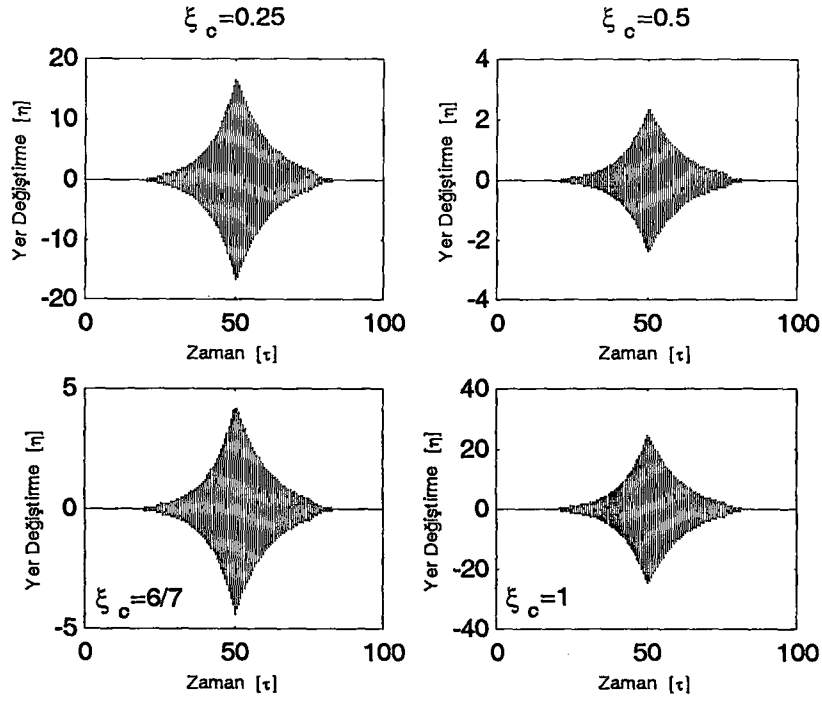 ξ c=0.25
ξ c=0.5
20
10
0
-10
-20
Yer Değiştirme [η]
0
50
100
Zaman [τ]
4
2
0
-2
-4
Yer Değiştirme [η]
0
50
100
Zaman [τ]
5
0
-5
Yer Değiştirme [η]
ξ c=6/7
0
50
100
Zaman [τ]
40
20
0
-20
-40
Yer Değiştirme [η]
ξ c=1
0
50
100
Zaman [τ]